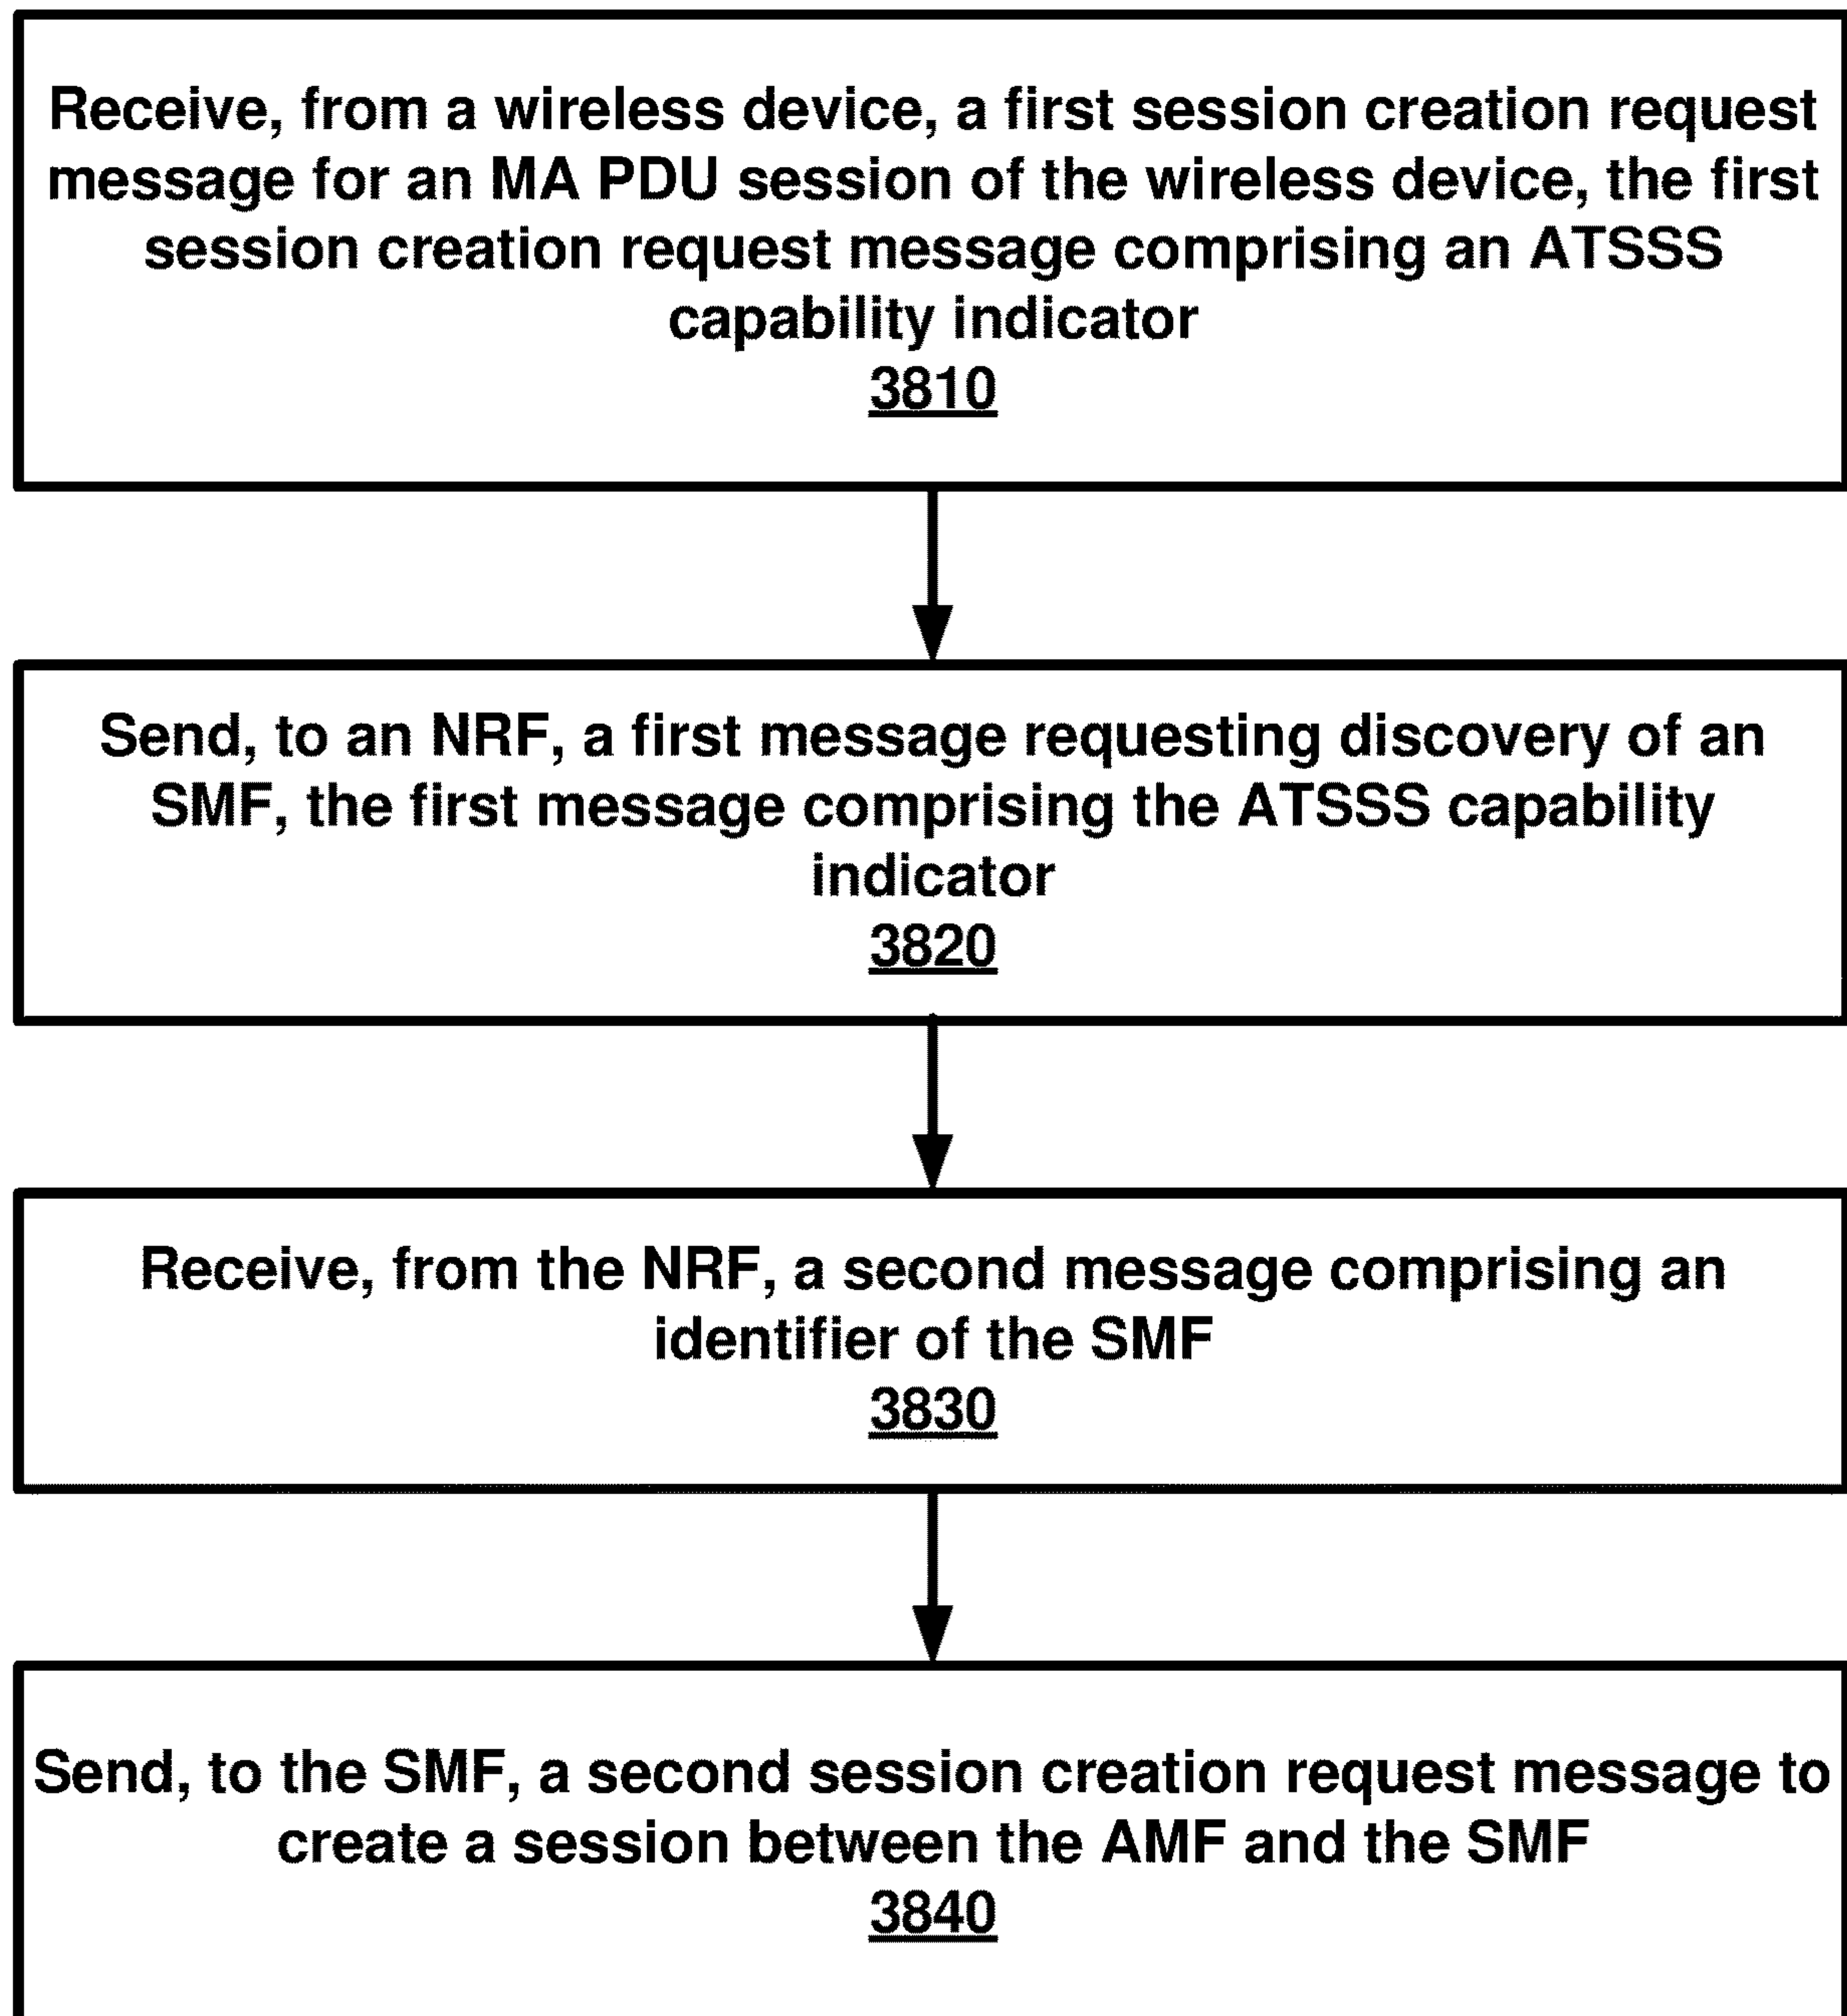 Receive, from a wireless device, a first session creation request
message for an MA PDU session of the wireless device, the first
session creation request message comprising an ATSSS
capability indicator
3810
Send, to an NRF, a first message requesting discovery of an
SMF, the first message comprising the ATSSS capability
indicator
3820
Receive, from the NRF, a second message comprising an
identifier of the SMF
3830
Send, to the SMF, a second session creation request message to
create a session between the AMF and the SMF
3840